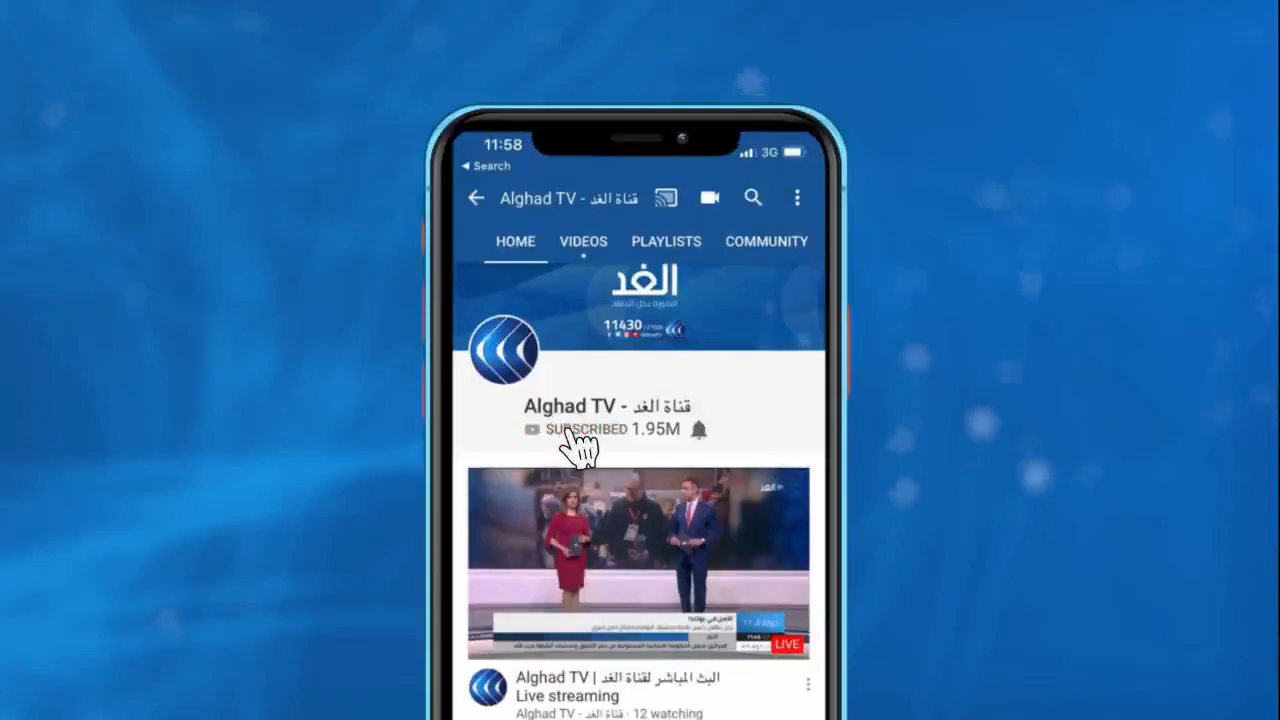 11:58
3G
Search
Alghad TV - قناة الغد
HOME VIDEOS PLAYLISTS COMMUNITY
الغد
11430
Alghad TV - قناة الغد
SUBSCRIBED 1.95M
الغد
LIVE
Alghad TV | البث المباشر لقناة الغد
Live streaming
Alghad TV - قناة الغد · 12 watching